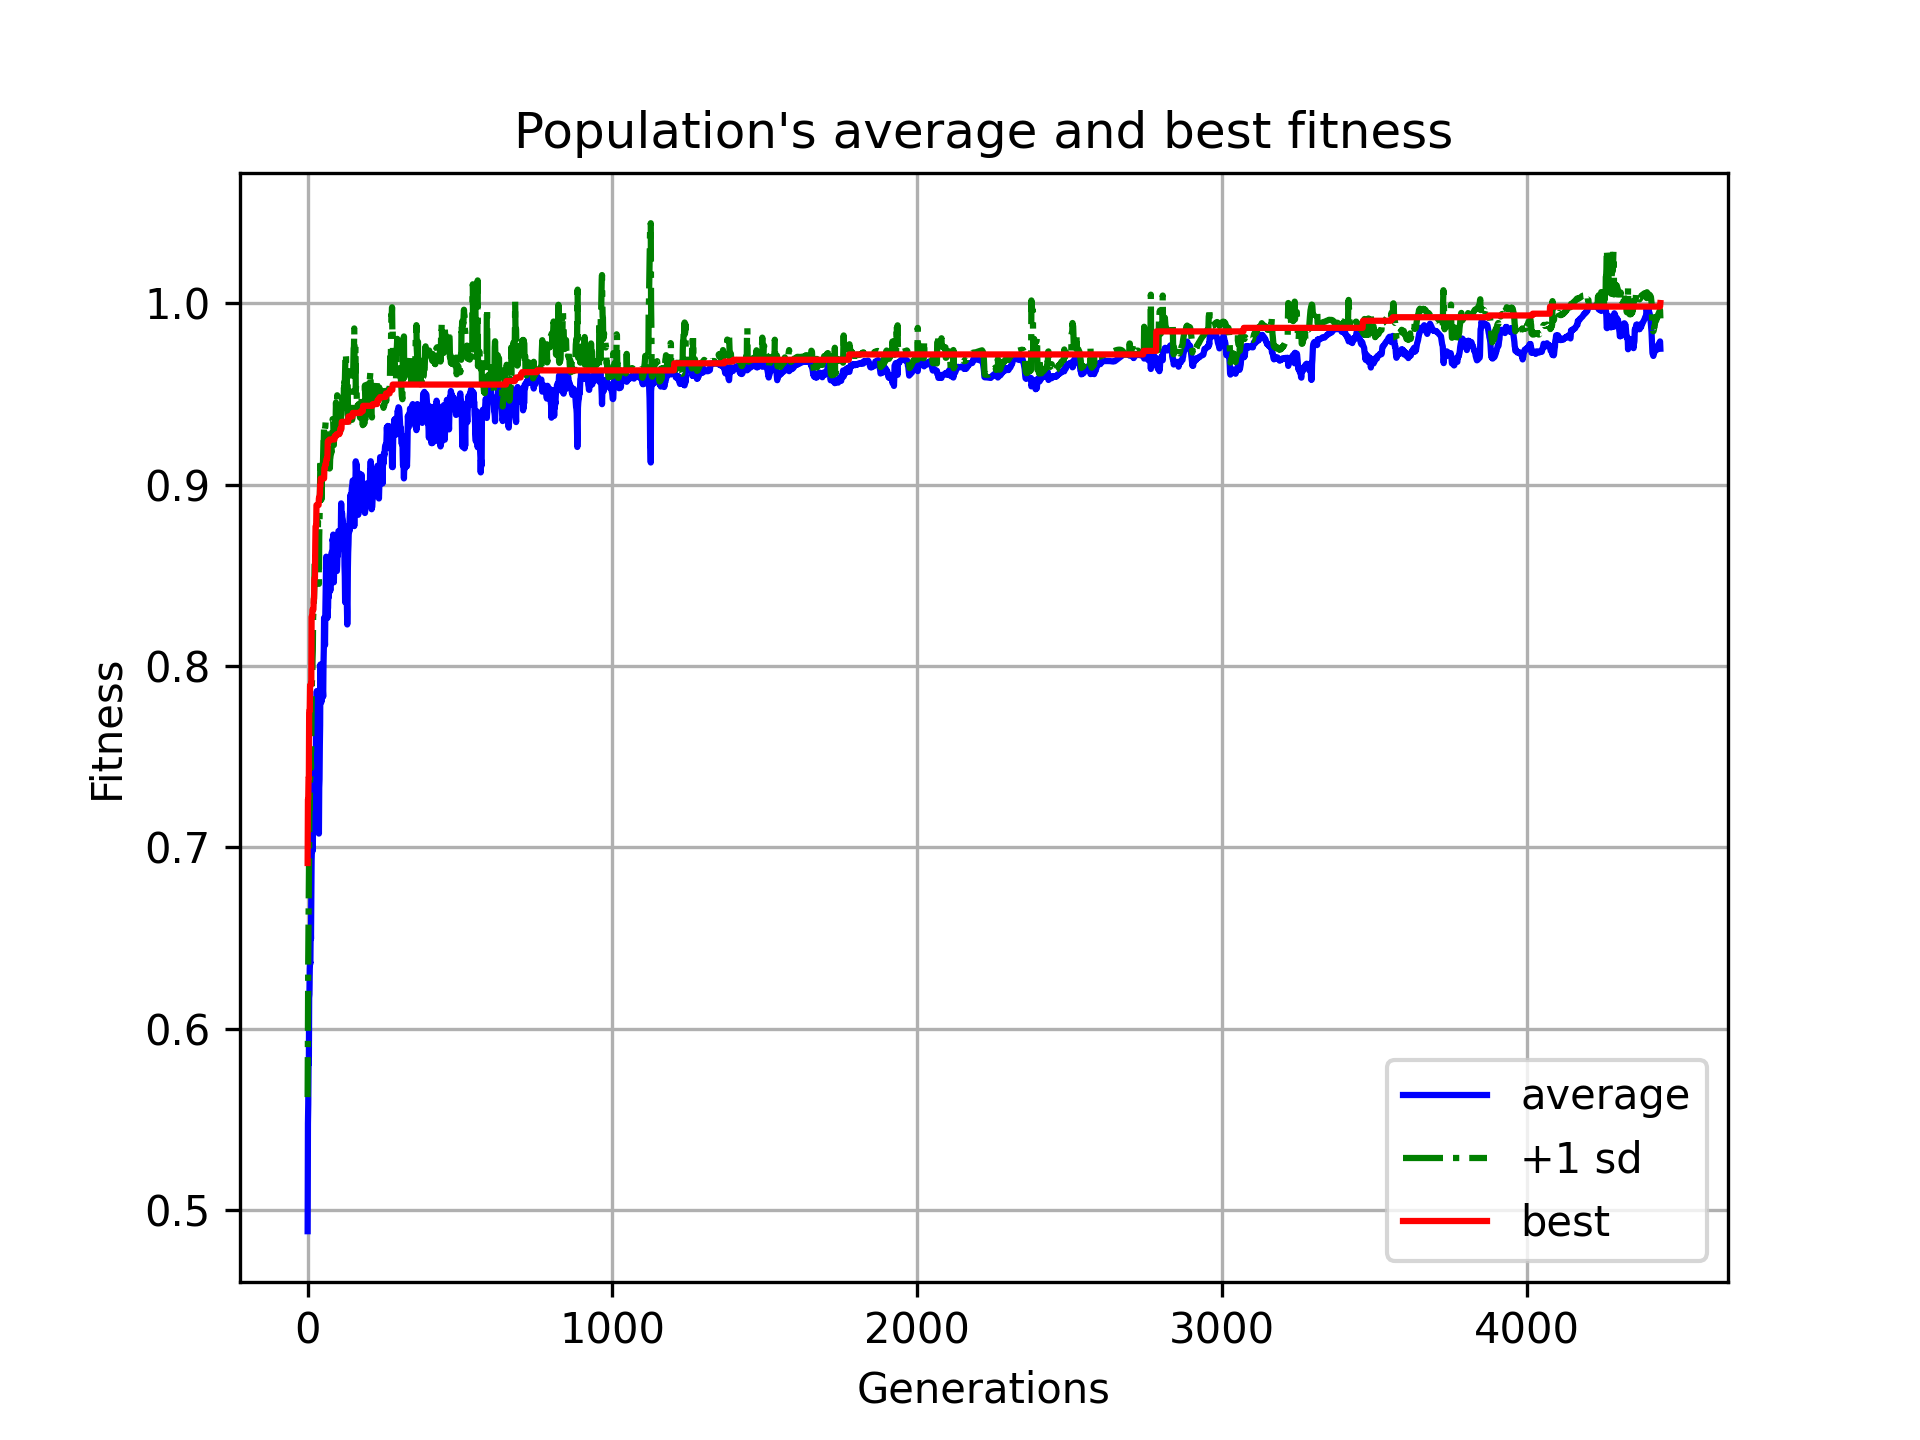 Population's average and best fitness
1.0
0.9
0.8
0.7
0.6
0.5
Fitness
0 1000 2000 3000 4000
Generations
average
+1 sd
best